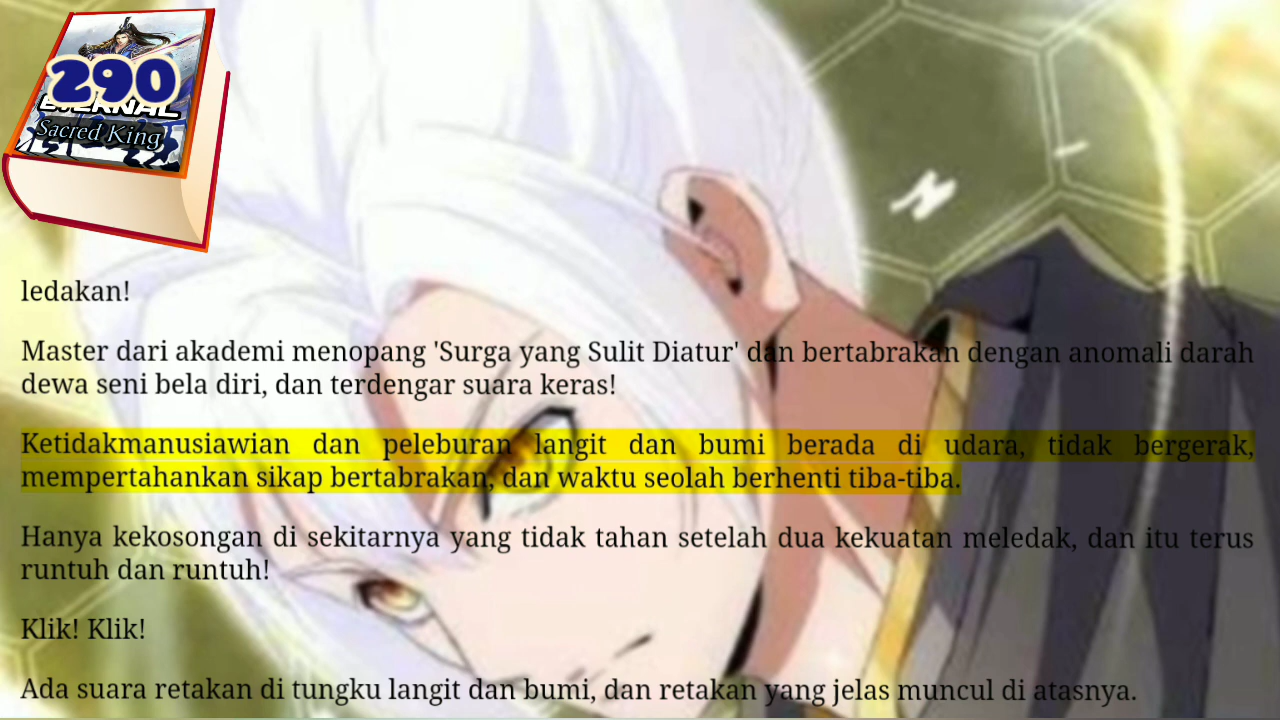 290
ETERNAL
Sacred King
ledakan!
Master dari akademi menopang 'Surga yang Sulit Diatur' dan bertabrakan dengan anomali darah
dewa seni bela diri, dan terdengar suara keras!
Ketidakmanusiawian dan peleburan langit dan bumi berada di udara, tidak bergerak,
mempertahankan sikap bertabrakan, dan waktu seolah berhenti tiba-tiba.
Hanya kekosongan di sekitarnya yang tidak tahan setelah dua kekuatan meledak, dan itu terus
runtuh dan runtuh!
Klik! Klik!
Ada suara retakan di tungku langit dan bumi, dan retakan yang jelas muncul di atasnya.